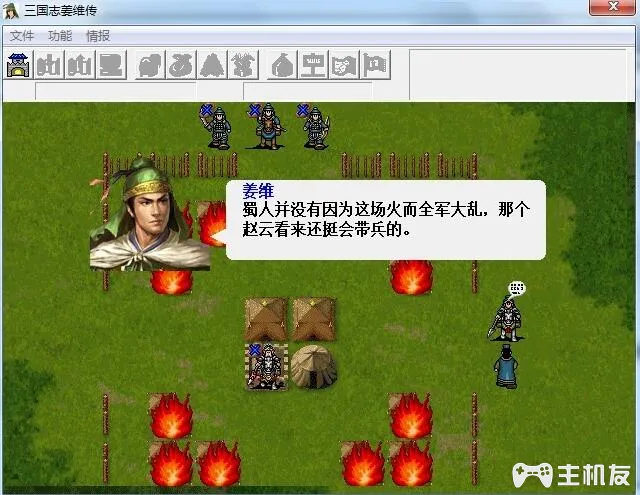 三国志姜维传
文件 功能 情报
姜维
蜀人并没有因为这场火而全军大乱，那个
赵云看来还挺会带兵的。
主机友